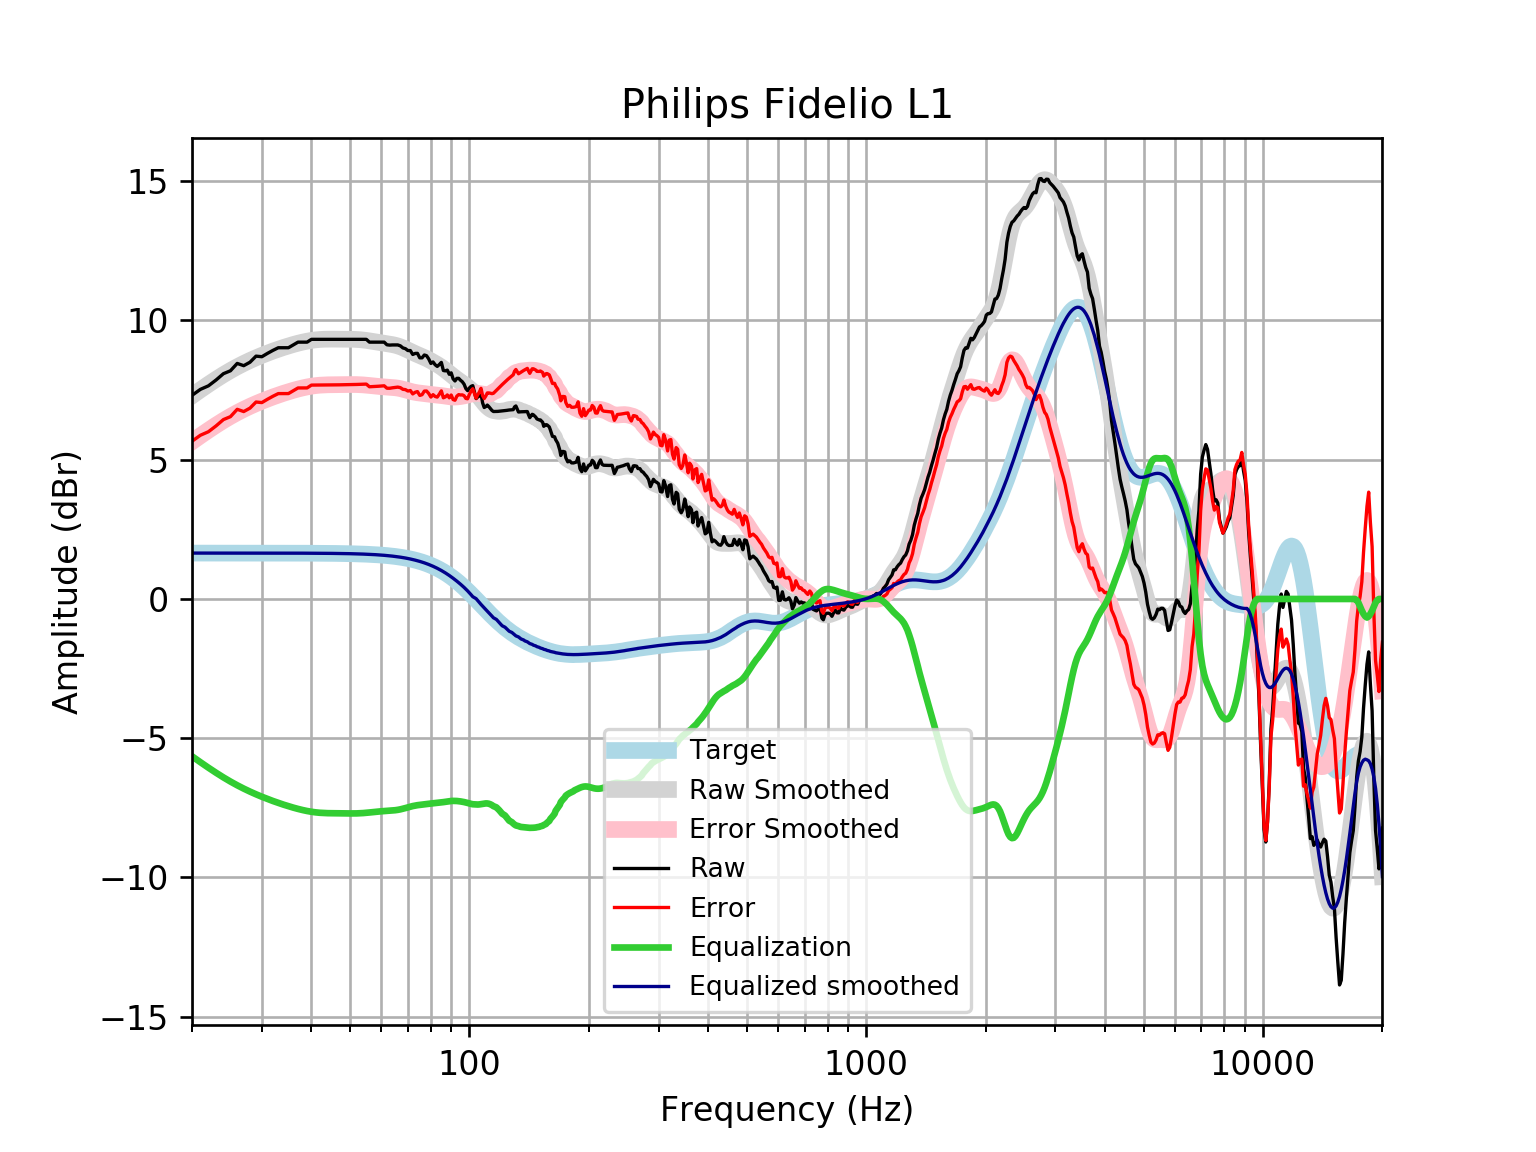 Philips Fidelio L1
Amplitude (dBr)
15
10
5
0
−5
−10
−15
Target
Raw Smoothed
Error Smoothed
Raw
Error
Equalization
Equalized smoothed
100 1000 10000
Frequency (Hz)